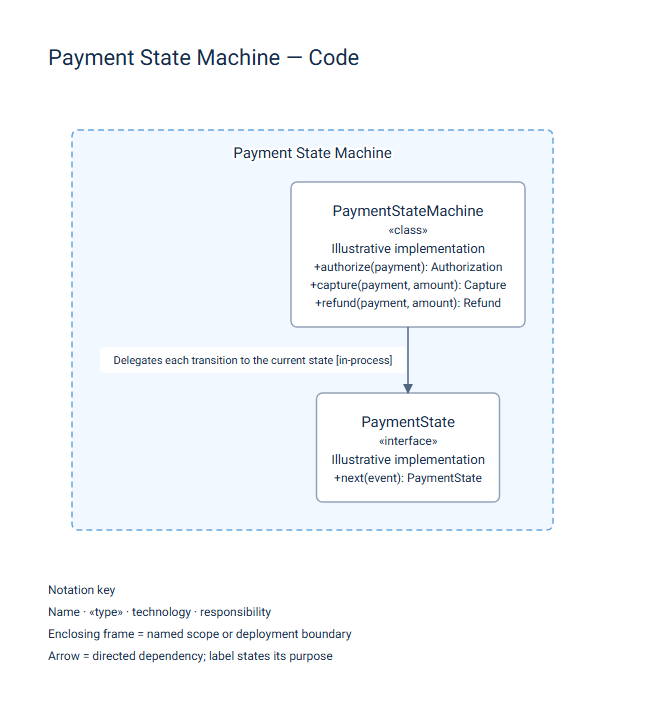 Payment State Machine — Code
Payment State Machine
PaymentStateMachine
«class»
Illustrative implementation
+authorize(payment): Authorization
+capture(payment, amount): Capture
+refund(payment, amount): Refund
Delegates each transition to the current state [in-process]
PaymentState
«interface»
Illustrative implementation
+next(event): PaymentState
Notation key
Name · «type» · technology · responsibility
Enclosing frame = named scope or deployment boundary
Arrow = directed dependency; label states its purpose